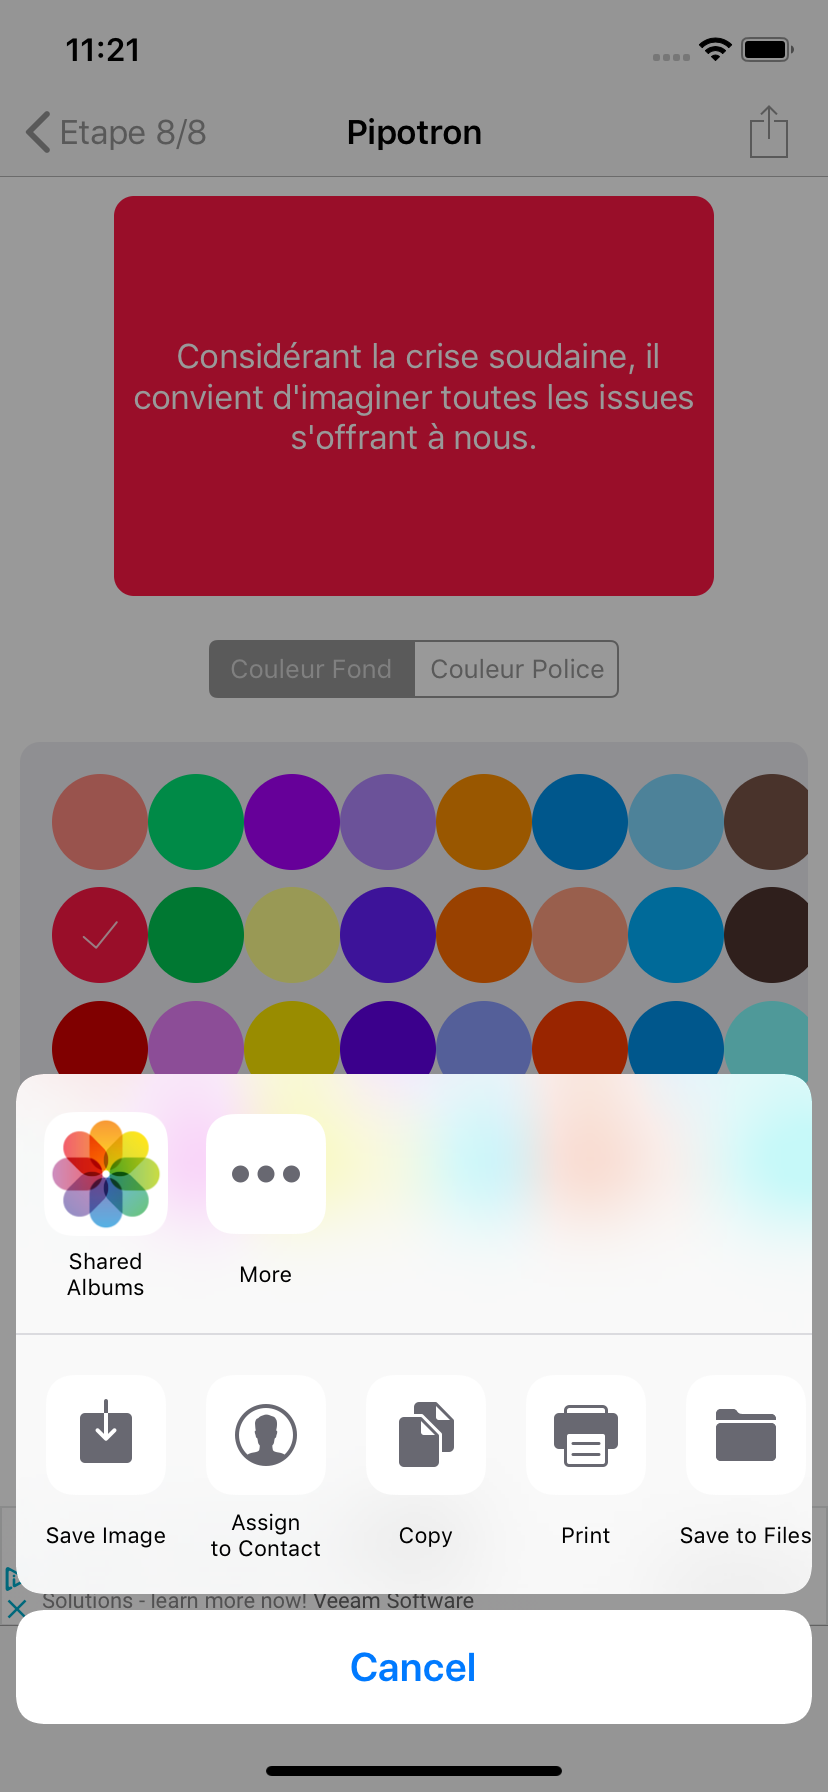 11:21
Etape 8/8
Pipotron
Considérant la crise soudaine, il
convient d'imaginer toutes les issues
s'offrant à nous.
Couleur Fond
Couleur Police
Shared
Albums
More
Save Image
Assign
to Contact
Copy
Print
Save to Files
Solutions - learn more now! Veeam Software
Cancel